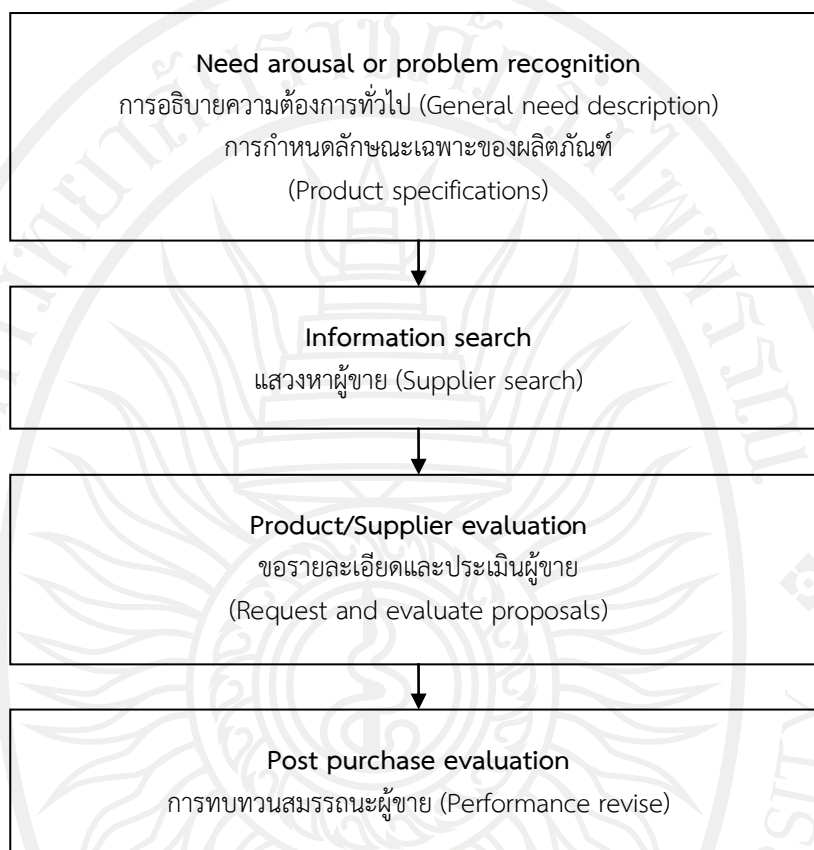 Need arousal or problem recognition
การอธิบายความต้องการทั่วไป (General need description)
การกำหนดลักษณะเฉพาะของผลิตภัณฑ์
(Product specifications)
Information search
แสวงหาผู้ขาย (Supplier search)
Product/Supplier evaluation
ขอรายละเอียดและประเมินผู้ขาย
(Request and evaluate proposals)
Post purchase evaluation
การทบทวนสมรรถนะผู้ขาย (Performance revise)